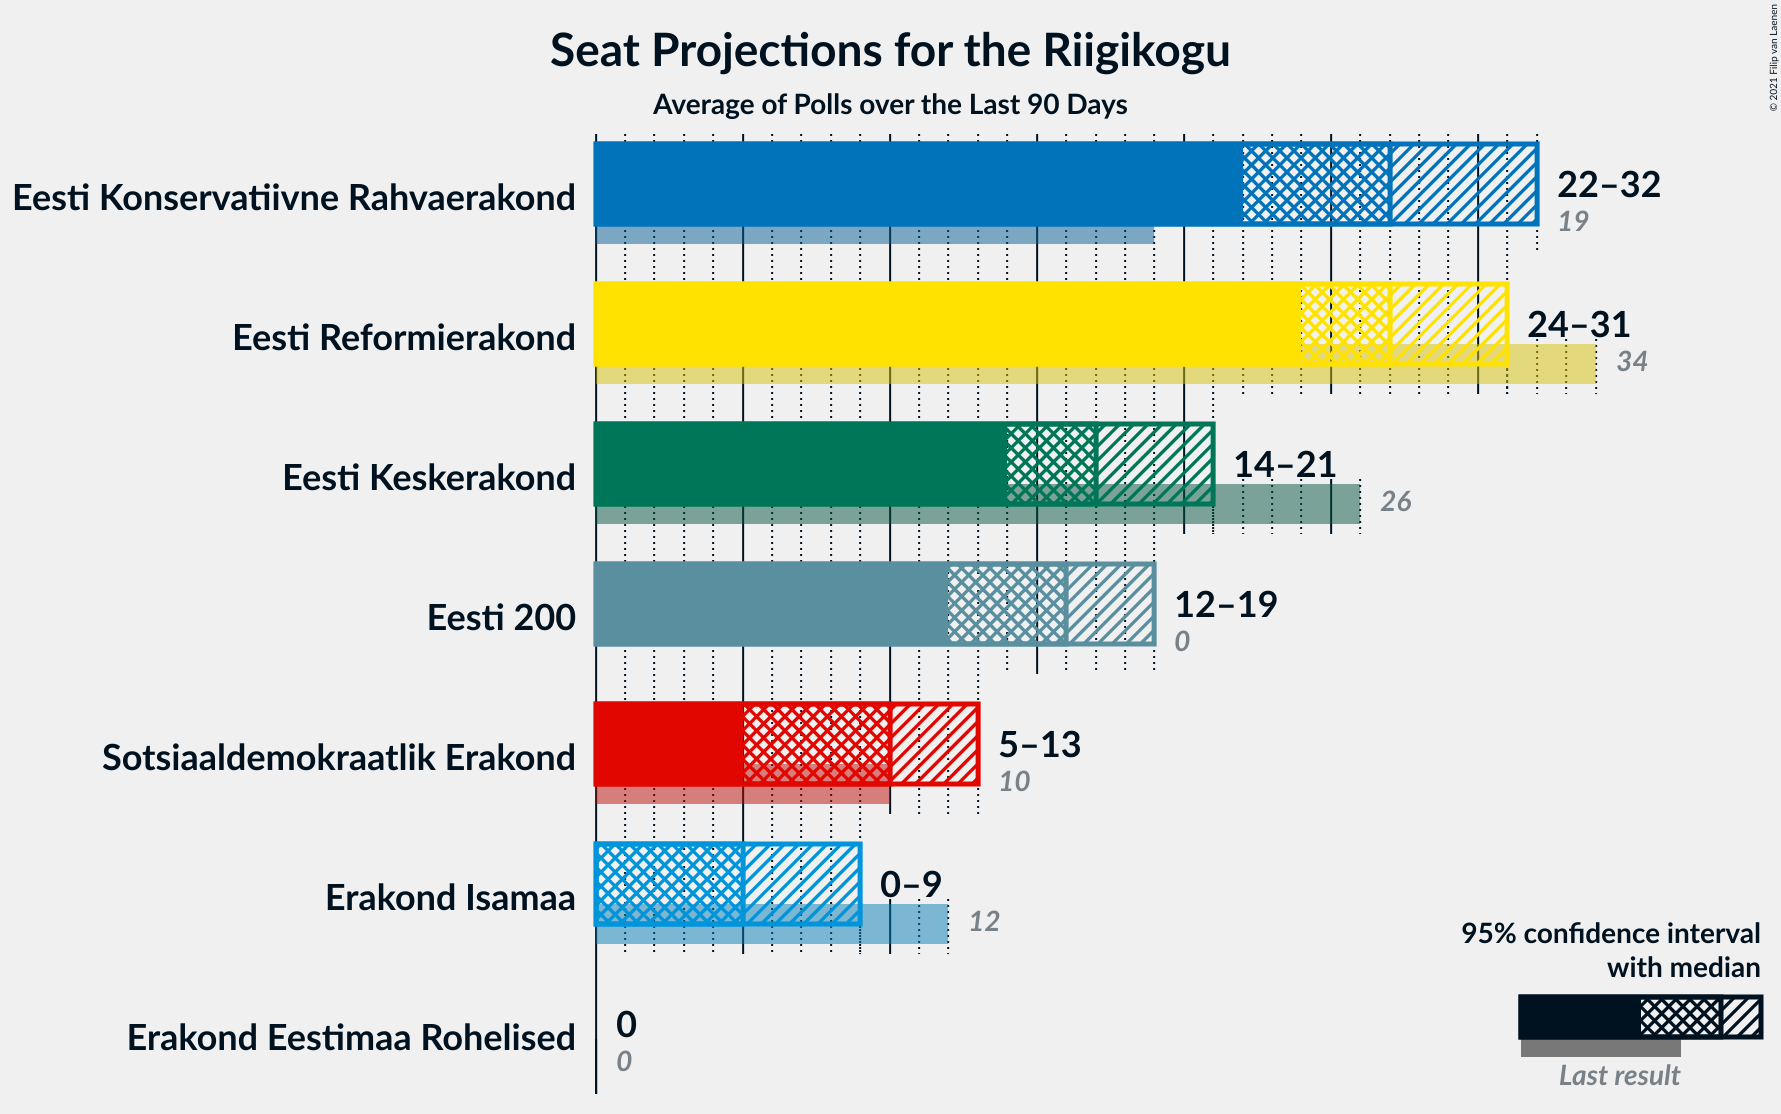 Seat Projections for the Riigikogu
Average of Polls over the Last 90 Days
© 2021 Filip van Laenen
Eesti Konservatiivne Rahvaerakond
22–32
19
Eesti Reformierakond
24–31
34
Eesti Keskerakond
14–21
26
Eesti 200
12–19
0
Sotsiaaldemokraatlik Erakond
5–13
10
Erakond Isamaa
0–9
12
Erakond Eestimaa Rohelised
0
0
95% confidence interval
with median
Last result